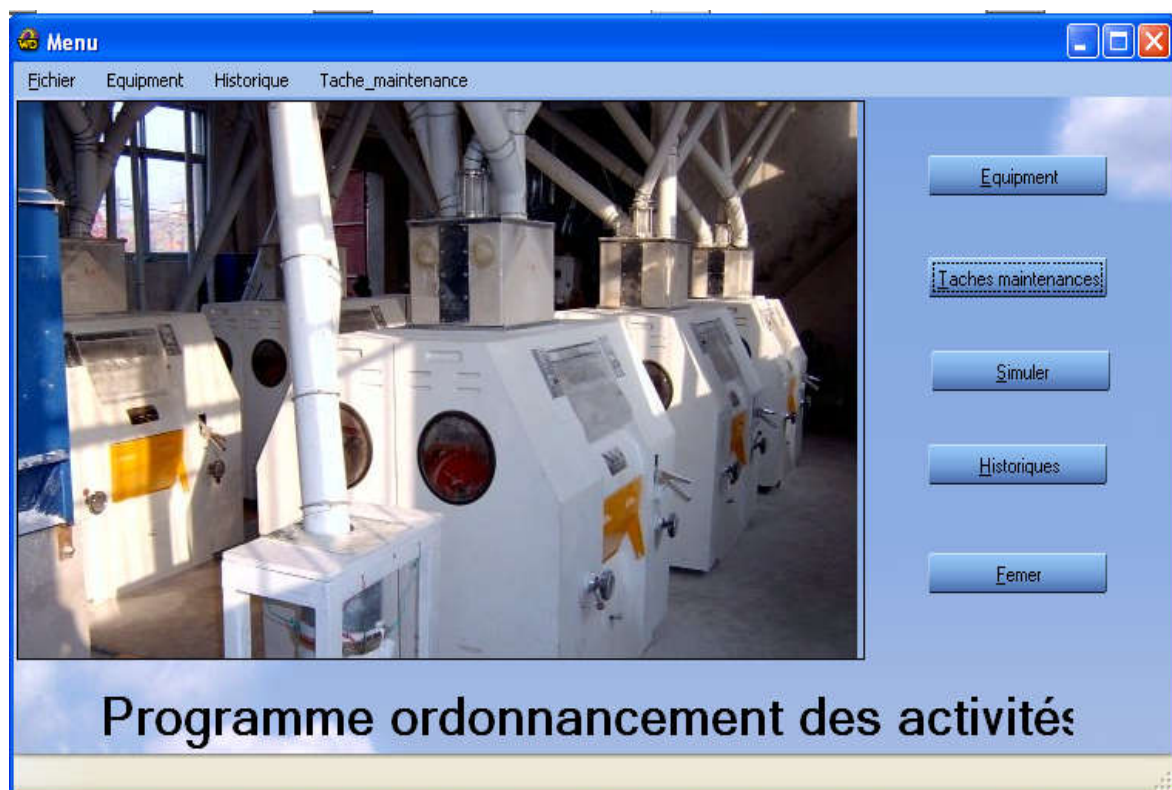 Menu
Fichier Equipment Historique Tache_maintenance
Equipment
Taches maintenances
Simuler
Historiques
Femer
Programme ordonnancement des activités